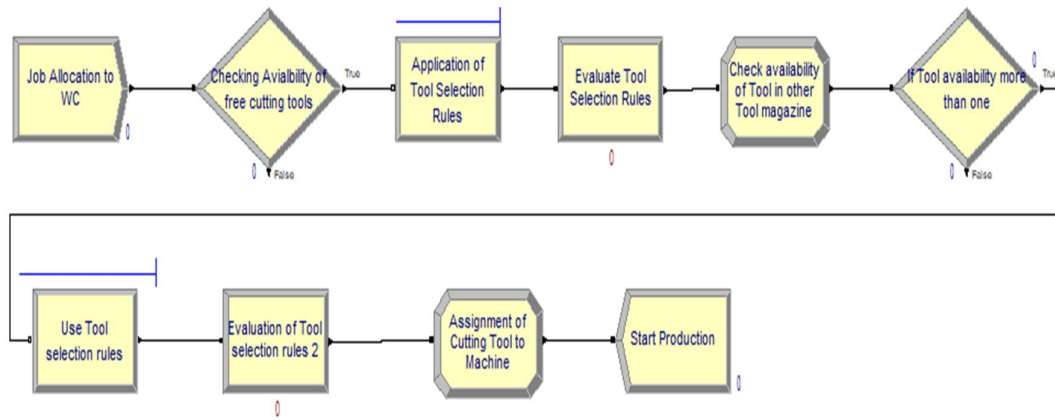 Job Allocation to
WC
0
Checking Avialbility of
free cutting tools
True
0
False
Application of
Tool Selection
Rules
Evaluate Tool
Selection Rules
0
Check availability
of Tool in other
Tool magazine
If Tool availability more
than one
0
True
0
False
Use Tool
selection rules
Evaluation of Tool
selection rules 2
0
Assignment of
Cutting Tool to
Machine
Start Production
0